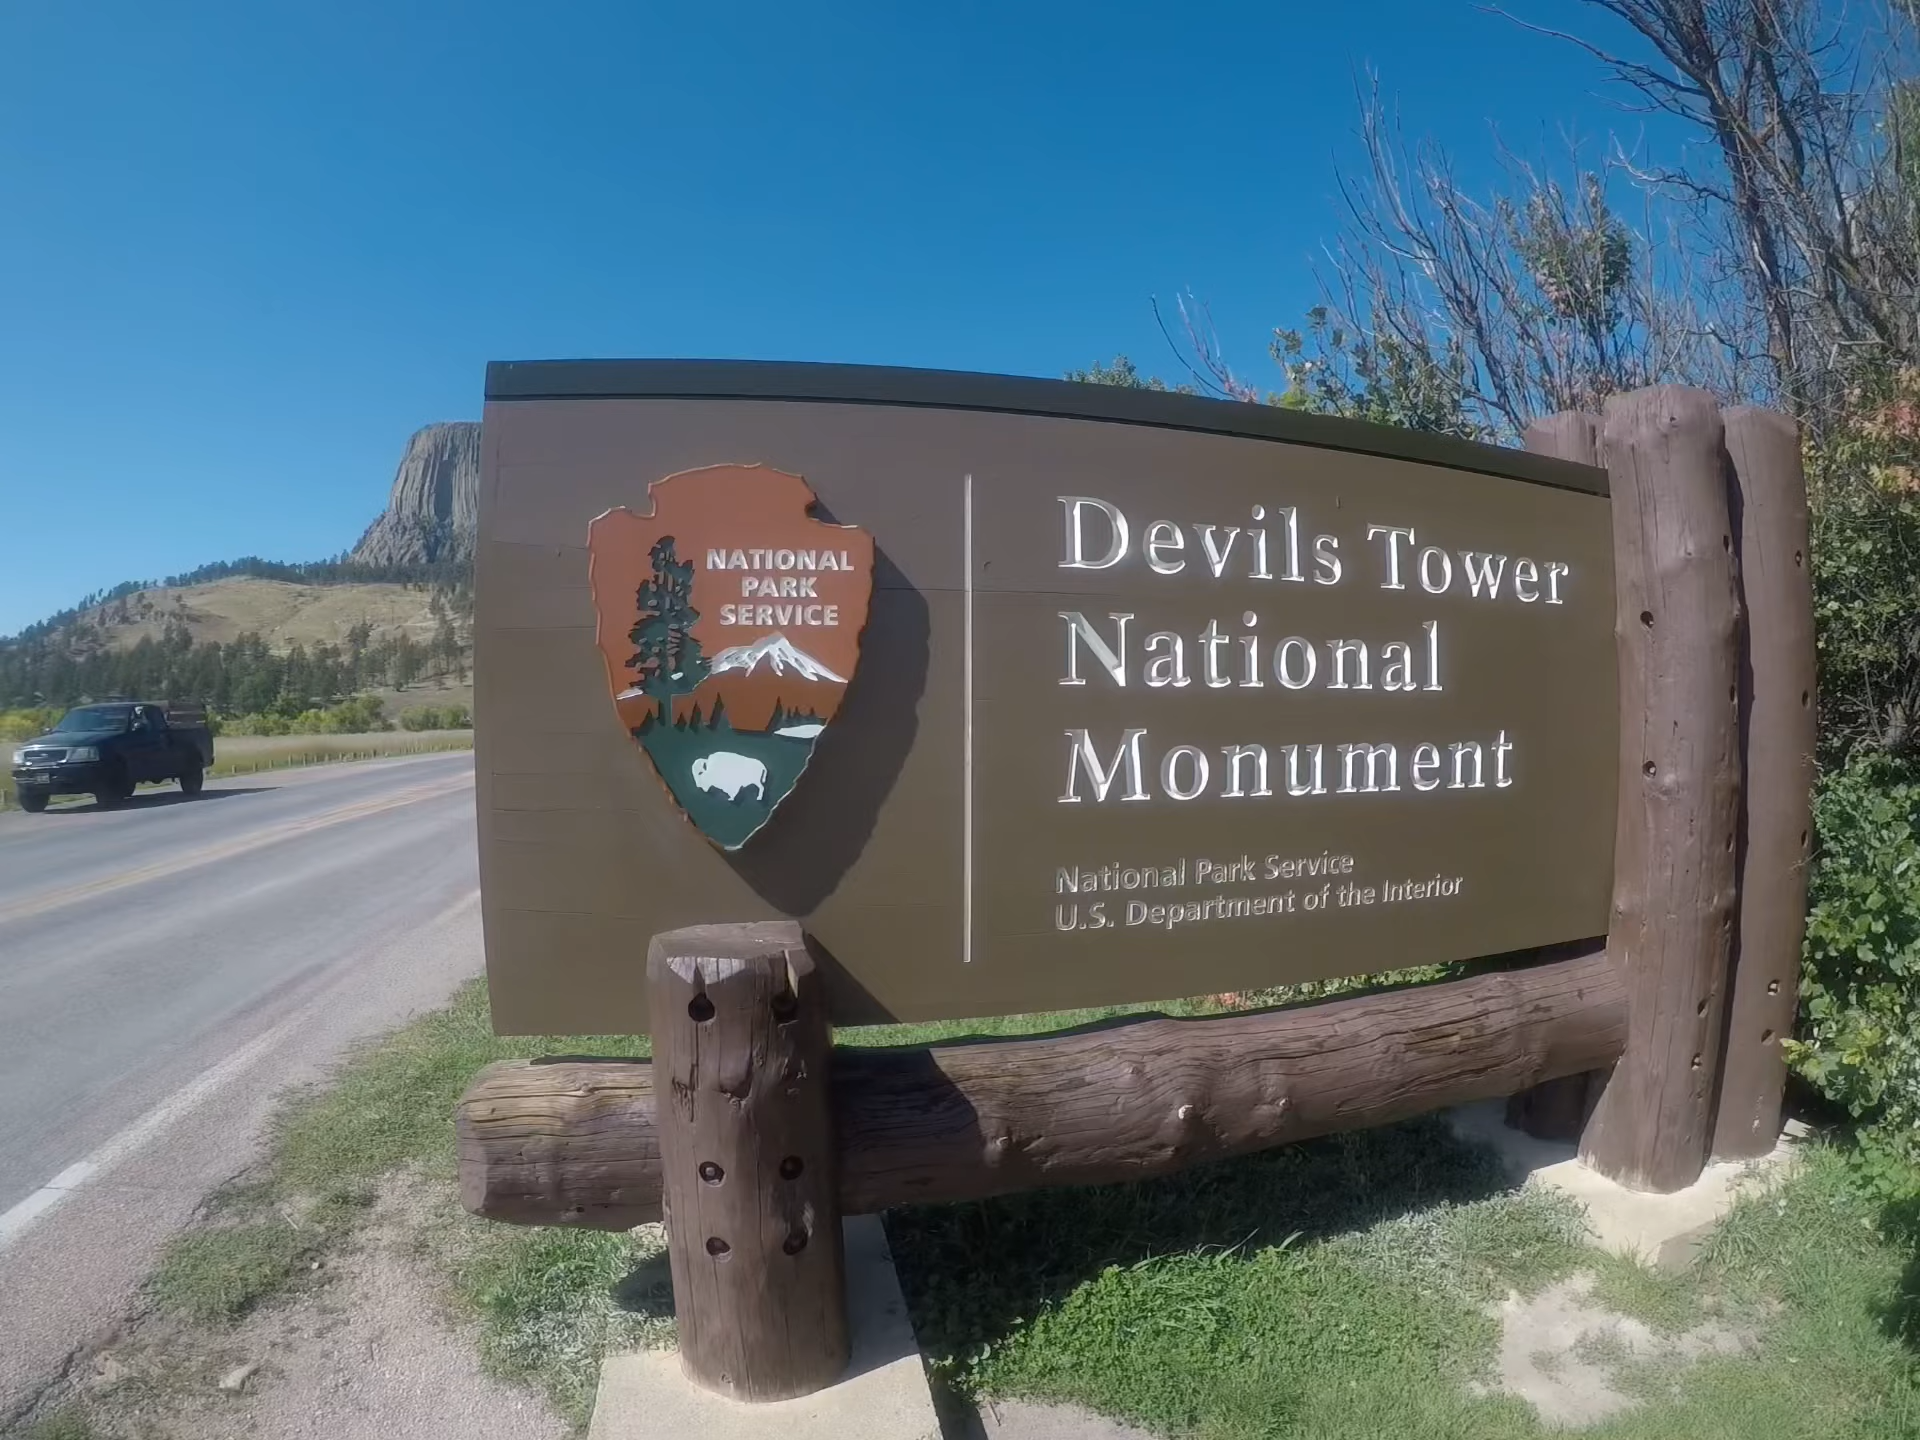 NATIONAL
PARK
SERVICE
Devils Tower
National
Monument
National Park Service
U.S. Department of the Interior